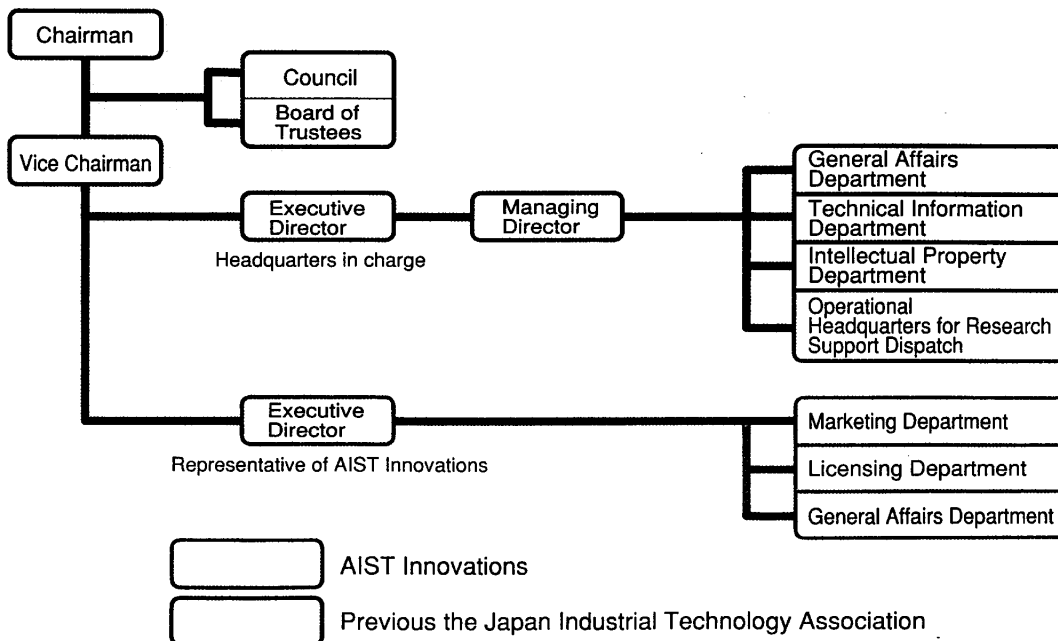 Chairman
Council
Board of
Trustees
Vice Chairman
Executive
Director
Headquarters in charge
Managing
Director
General Affairs
Department
Technical Information
Department
Intellectual Property
Department
Operational
Headquarters for Research
Support Dispatch
Executive
Director
Representative of AIST Innovations
Marketing Department
Licensing Department
General Affairs Department
AIST Innovations
Previous the Japan Industrial Technology Association